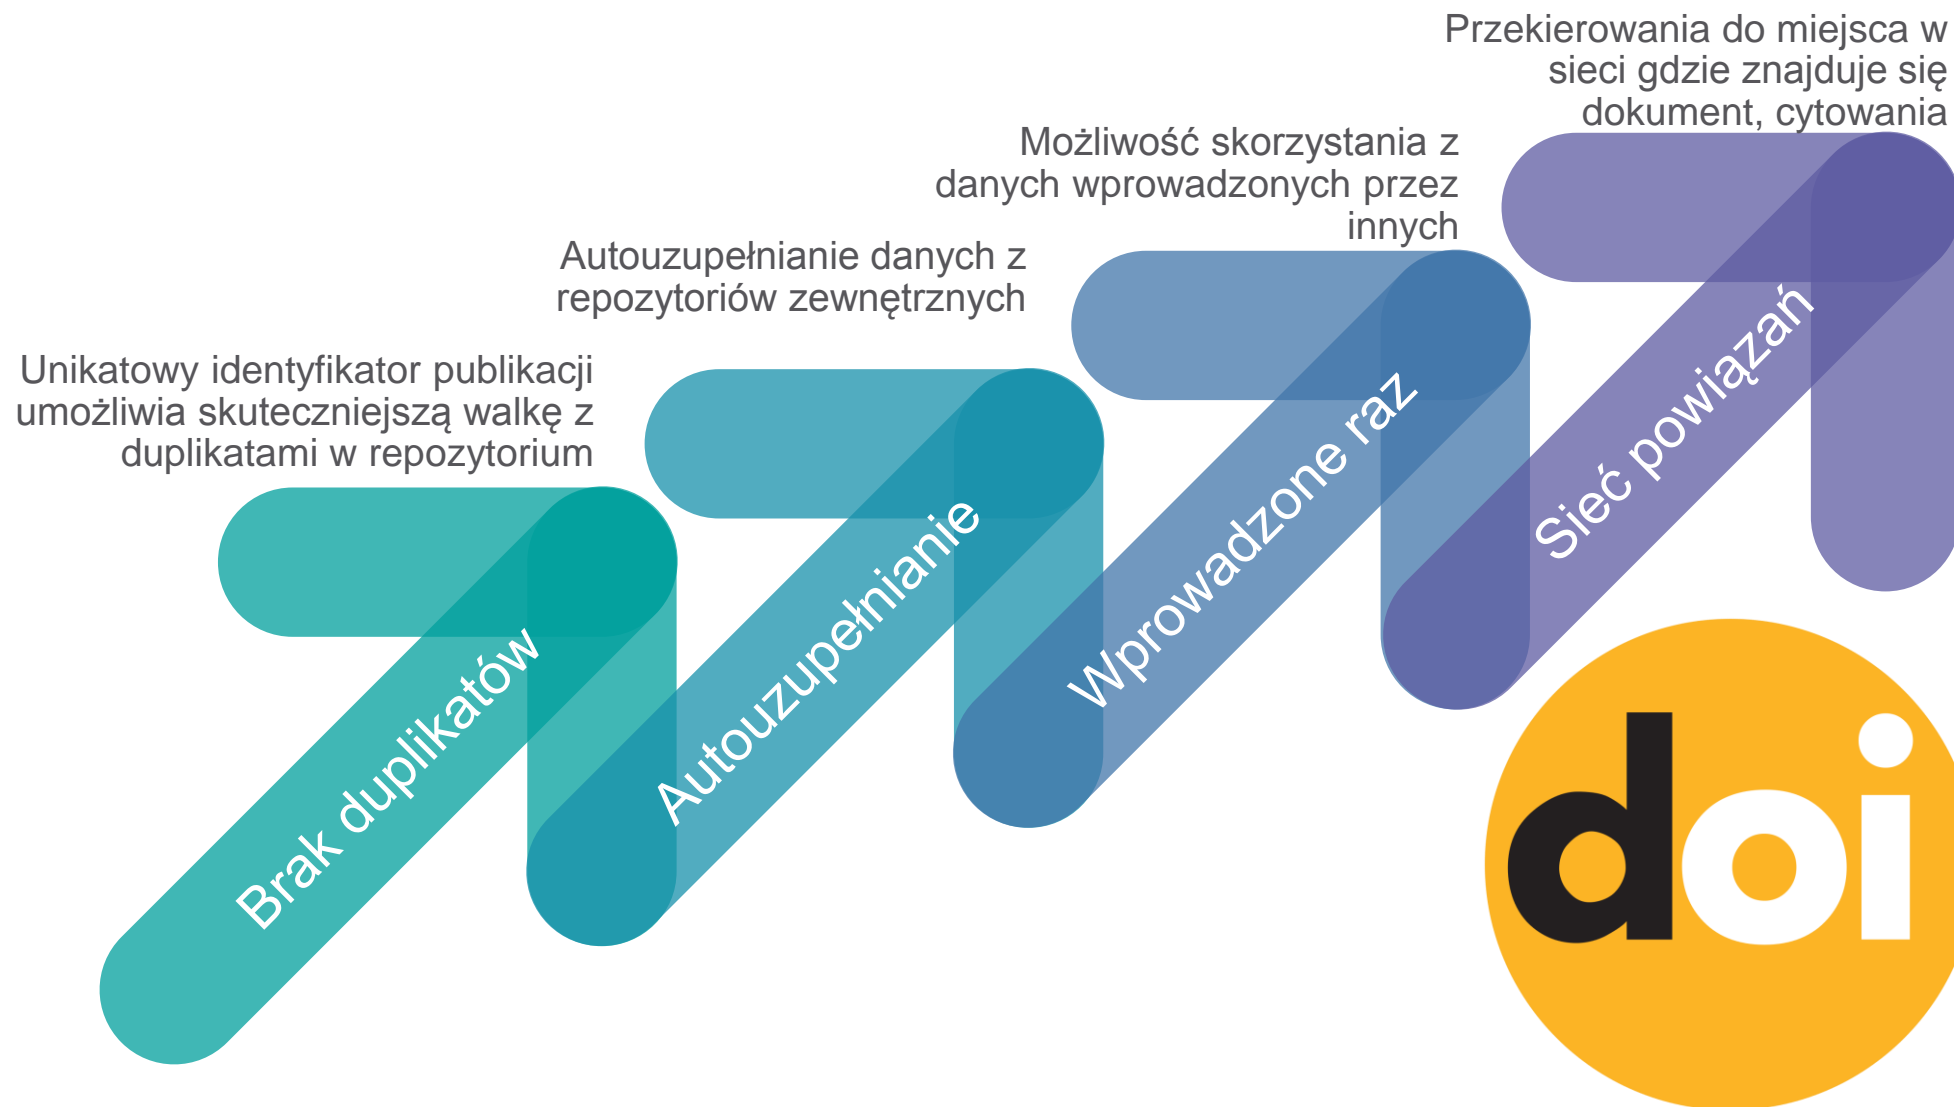 Unikatowy identyfikator publikacji
umożliwia skuteczniejszą walkę z
duplikatami w repozytorium
Brak duplikatów
Autouzupełnianie danych z
repozytoriów zewnętrznych
Autouzupełnianie
Możliwość skorzystania z
danych wprowadzonych przez
innych
Wprowadzone raz
Przekierowania do miejsca w
sieci gdzie znajduje się
dokument, cytowania
Sieć powiązań
doi